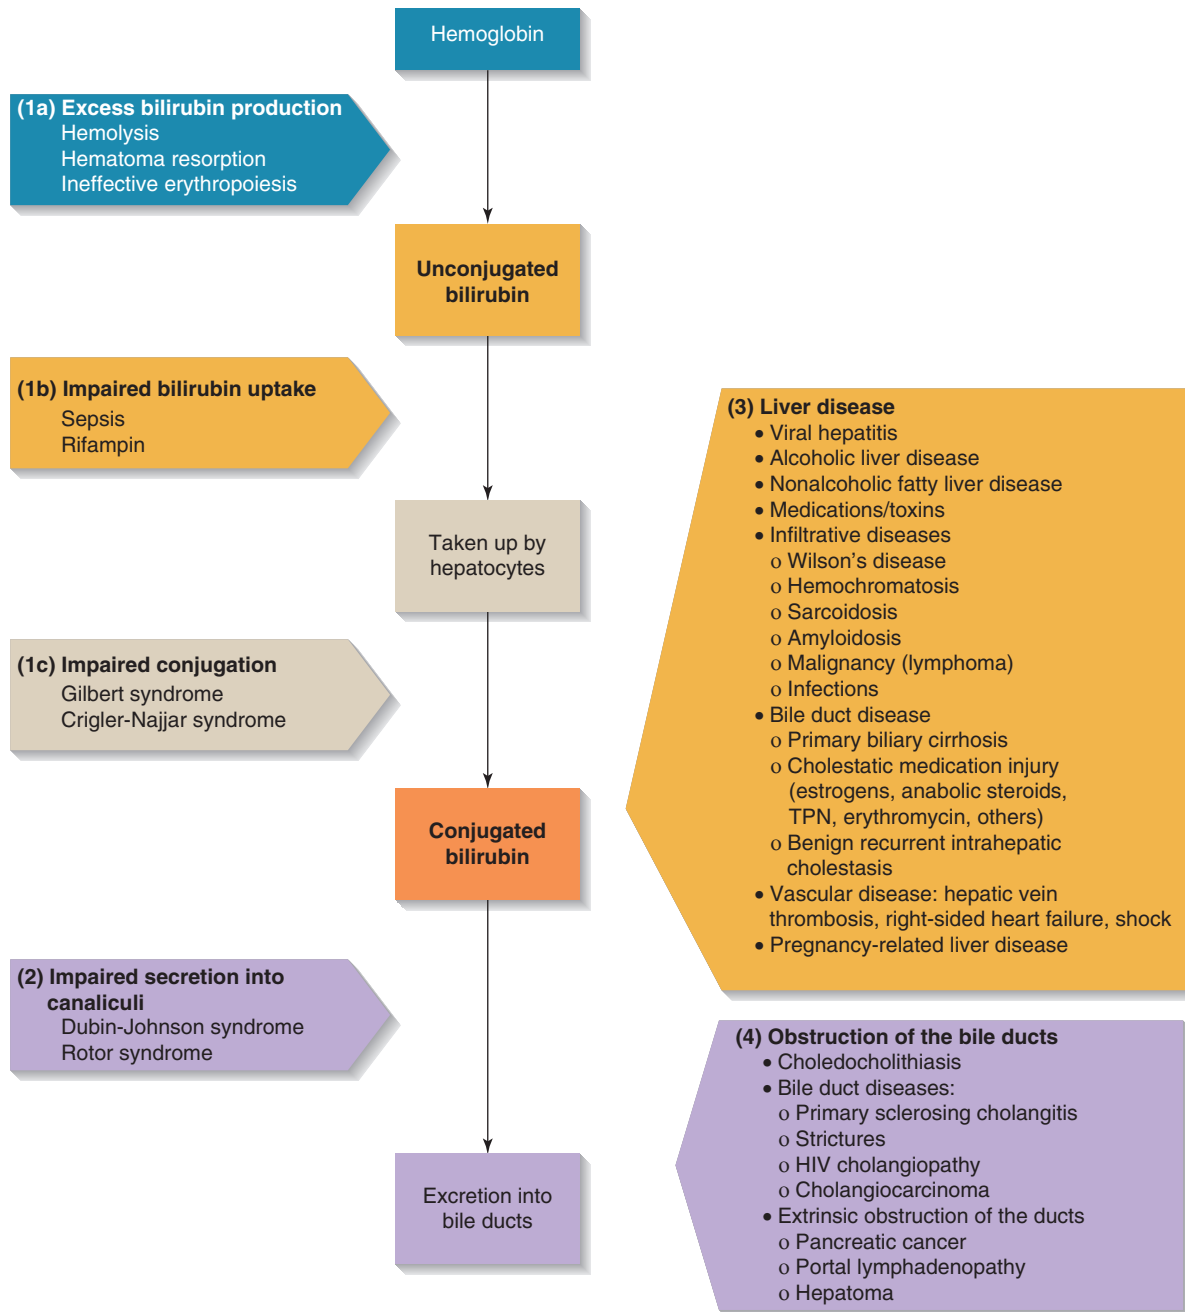 Hemoglobin
(1a) Excess bilirubin production
Hemolysis
Hematoma resorption
Ineffective erythropoiesis
Unconjugated
bilirubin
(1b) Impaired bilirubin uptake
Sepsis
Rifampin
Taken up by
hepatocytes
(1c) Impaired conjugation
Gilbert syndrome
Crigler-Najjar syndrome
Conjugated
bilirubin
(2) Impaired secretion into
canaliculi
Dubin-Johnson syndrome
Rotor syndrome
Excretion into
bile ducts
(3) Liver disease
• Viral hepatitis
• Alcoholic liver disease
• Nonalcoholic fatty liver disease
• Medications/toxins
• Infiltrative diseases
o Wilson's disease
o Hemochromatosis
o Sarcoidosis
o Amyloidosis
o Malignancy (lymphoma)
o Infections
• Bile duct disease
o Primary biliary cirrhosis
o Cholestatic medication injury
(estrogens, anabolic steroids,
TPN, erythromycin, others)
o Benign recurrent intrahepatic
cholestasis
• Vascular disease: hepatic vein
thrombosis, right-sided heart failure, shock
• Pregnancy-related liver disease
(4) Obstruction of the bile ducts
• Choledocholithiasis
• Bile duct diseases:
o Primary sclerosing cholangitis
o Strictures
o HIV cholangiopathy
o Cholangiocarcinoma
• Extrinsic obstruction of the ducts
o Pancreatic cancer
o Portal lymphadenopathy
o Hepatoma